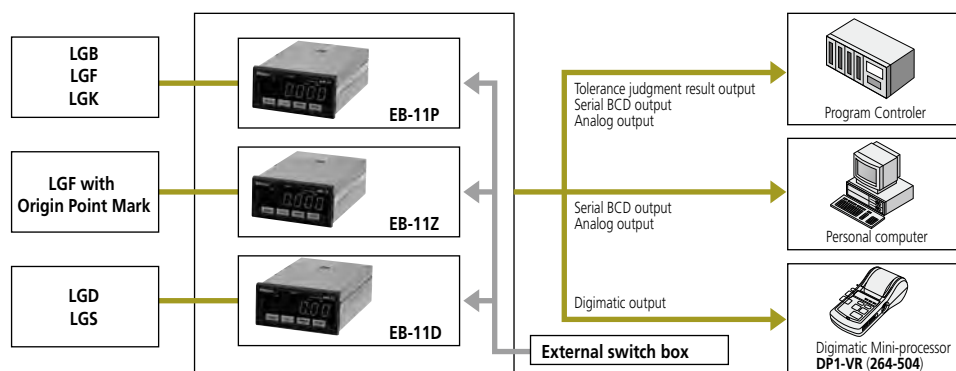 LGB
LGF
LGK
EB-11P
LGF with
Origin Point Mark
EB-11Z
LGD
LGS
EB-11D
External switch box
Tolerance judgment result output
Serial BCD output
Analog output
Program Controler
Serial BCD output
Analog output
Personal computer
Digimatic output
Digimatic Mini-processor
DP1-VR (264-504)